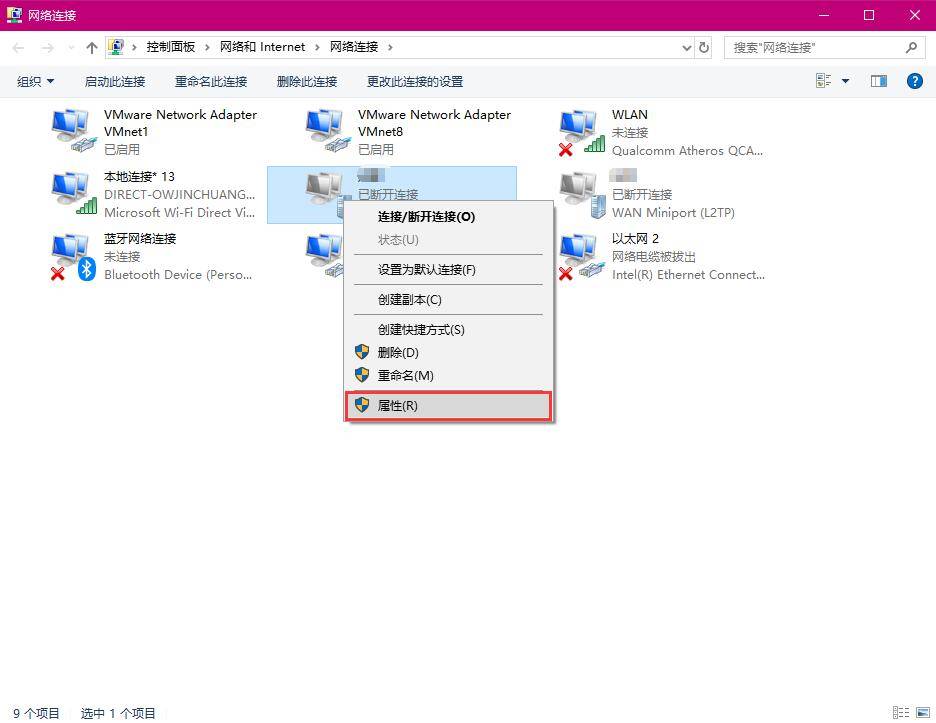 网络连接
控制面板 网络和 Internet 网络连接
搜索"网络连接"
组织 启动此连接 重命名此连接 删除此连接 更改此连接的设置
VMware Network Adapter
VMnet1
已启用
VMware Network Adapter
VMnet8
已启用
WLAN
未连接
Qualcomm Atheros QCA...
本地连接* 13
DIRECT-OWJINCHUANG...
Microsoft Wi-Fi Direct Vi...
已断开连接
已断开连接
WAN Miniport (L2TP)
蓝牙网络连接
未连接
Bluetooth Device (Perso...
以太网 2
网络电缆被拔出
Intel(R) Ethernet Connect...
连接/断开连接(O)
状态(U)
设置为默认连接(F)
创建副本(C)
创建快捷方式(S)
删除(D)
重命名(M)
属性(R)
9 个项目 选中 1 个项目